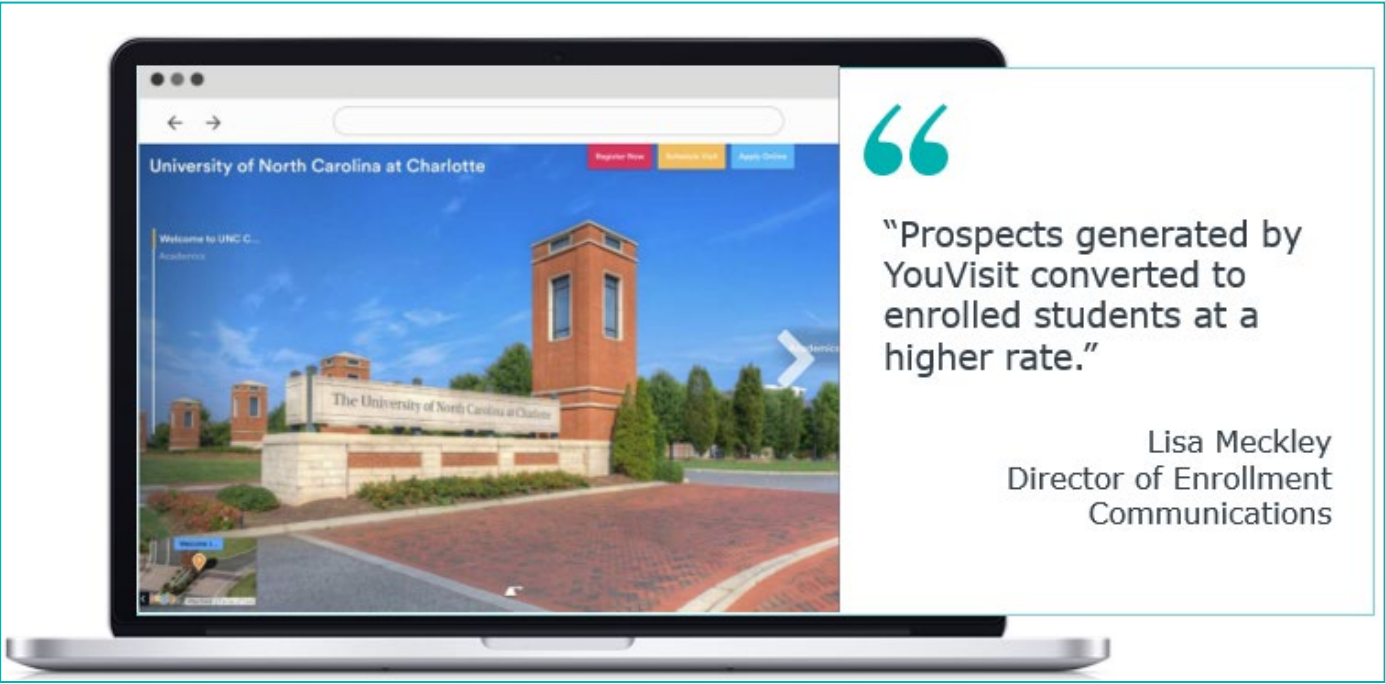 University of North Carolina at Charlotte
Register Now
Schedule Visit
Apply Online
Welcome to UNC C...
Academics
Academics
The University of North Carolina at Charlotte
Welcome t...
“Prospects generated by
YouVisit converted to
enrolled students at a
higher rate.”
Lisa Meckley
Director of Enrollment
Communications